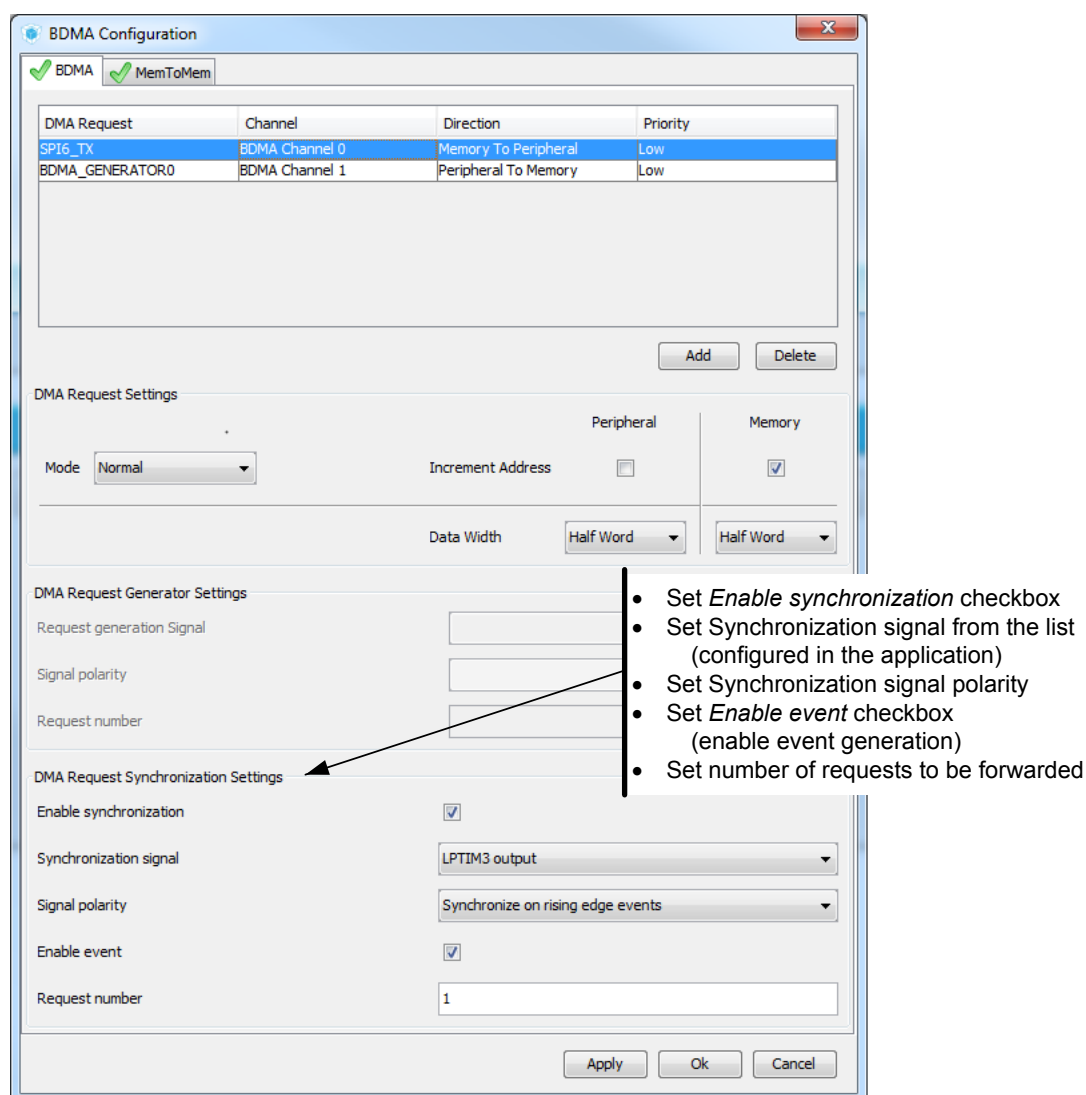 BDMA Configuration
BDMA MemToMem
DMA Request Channel Direction Priority
SPI6_TX BDMA Channel 0 Memory To Peripheral Low
BDMA_GENERATOR0 BDMA Channel 1 Peripheral To Memory Low
Add Delete
DMA Request Settings
Peripheral Memory
Mode Normal Increment Address
Data Width Half Word Half Word
DMA Request Generator Settings
Request generation Signal
Signal polarity
Request number
• Set Enable synchronization checkbox
• Set Synchronization signal from the list
(configured in the application)
• Set Synchronization signal polarity
• Set Enable event checkbox
(enable event generation)
• Set number of requests to be forwarded
DMA Request Synchronization Settings
Enable synchronization
Synchronization signal LPTIM3 output
Signal polarity Synchronize on rising edge events
Enable event
Request number 1
Apply Ok Cancel